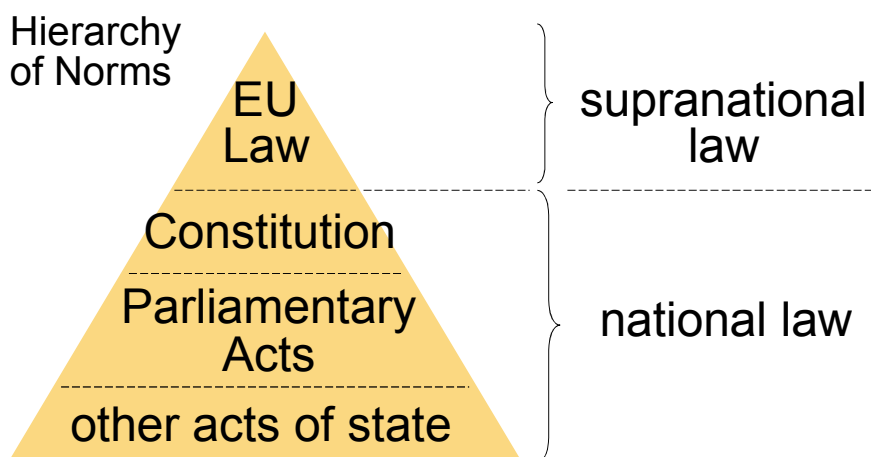 Hierarchy
of Norms
EU
Law
supranational
law
Constitution
Parliamentary
Acts
national law
other acts of state